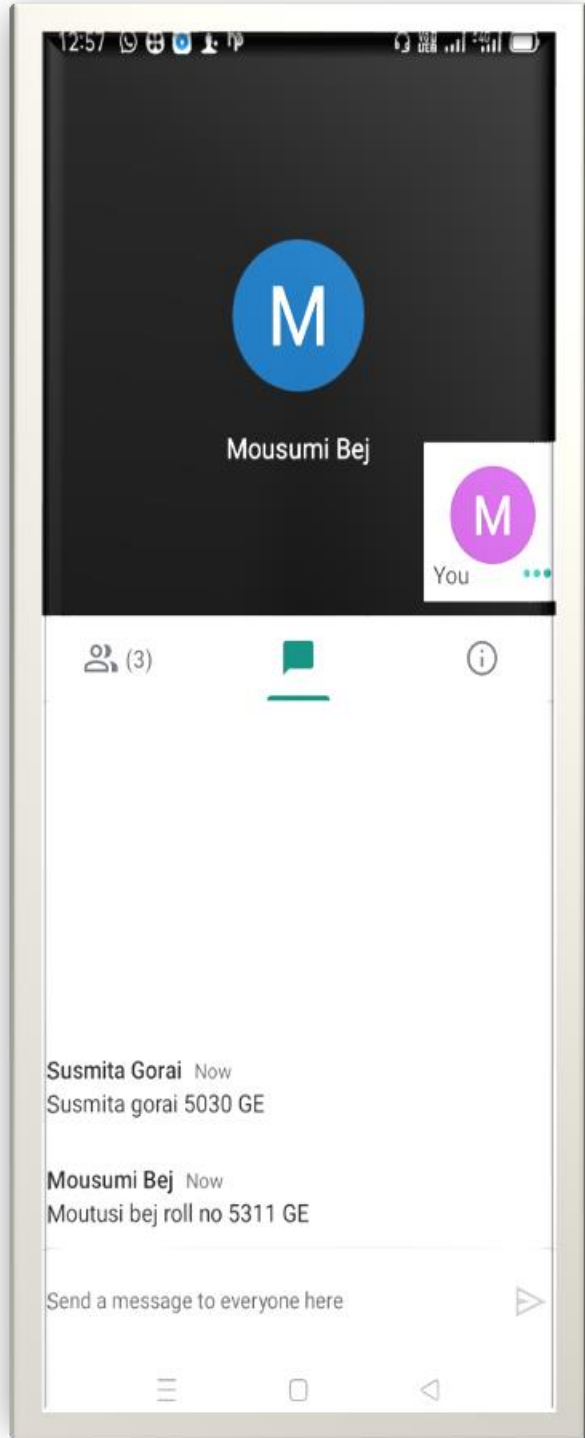 12:57
M
Mousumi Bej
M
You
(3)
Susmita Gorai Now
Susmita gorai 5030 GE
Mousumi Bej Now
Moutusi bej roll no 5311 GE
Send a message to everyone here